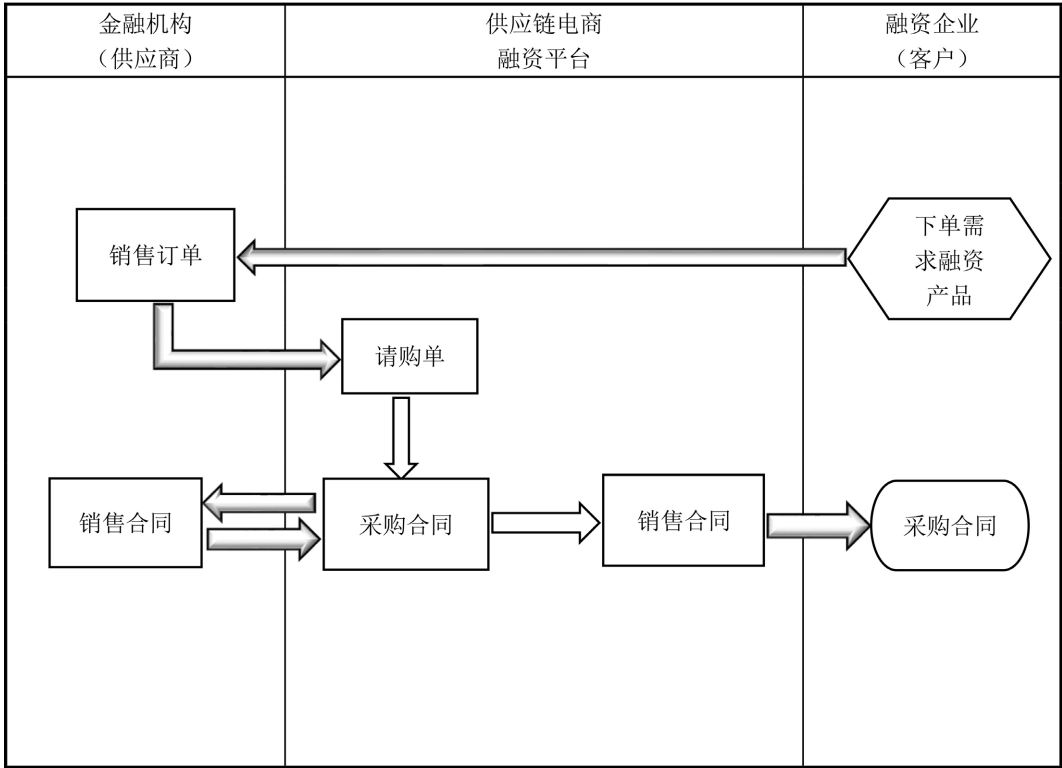 金融机构
（供应商）
供应链电商
融资平台
融资企业
（客户）
销售订单
下单需
求融资
产品
请购单
销售合同
采购合同
销售合同
采购合同